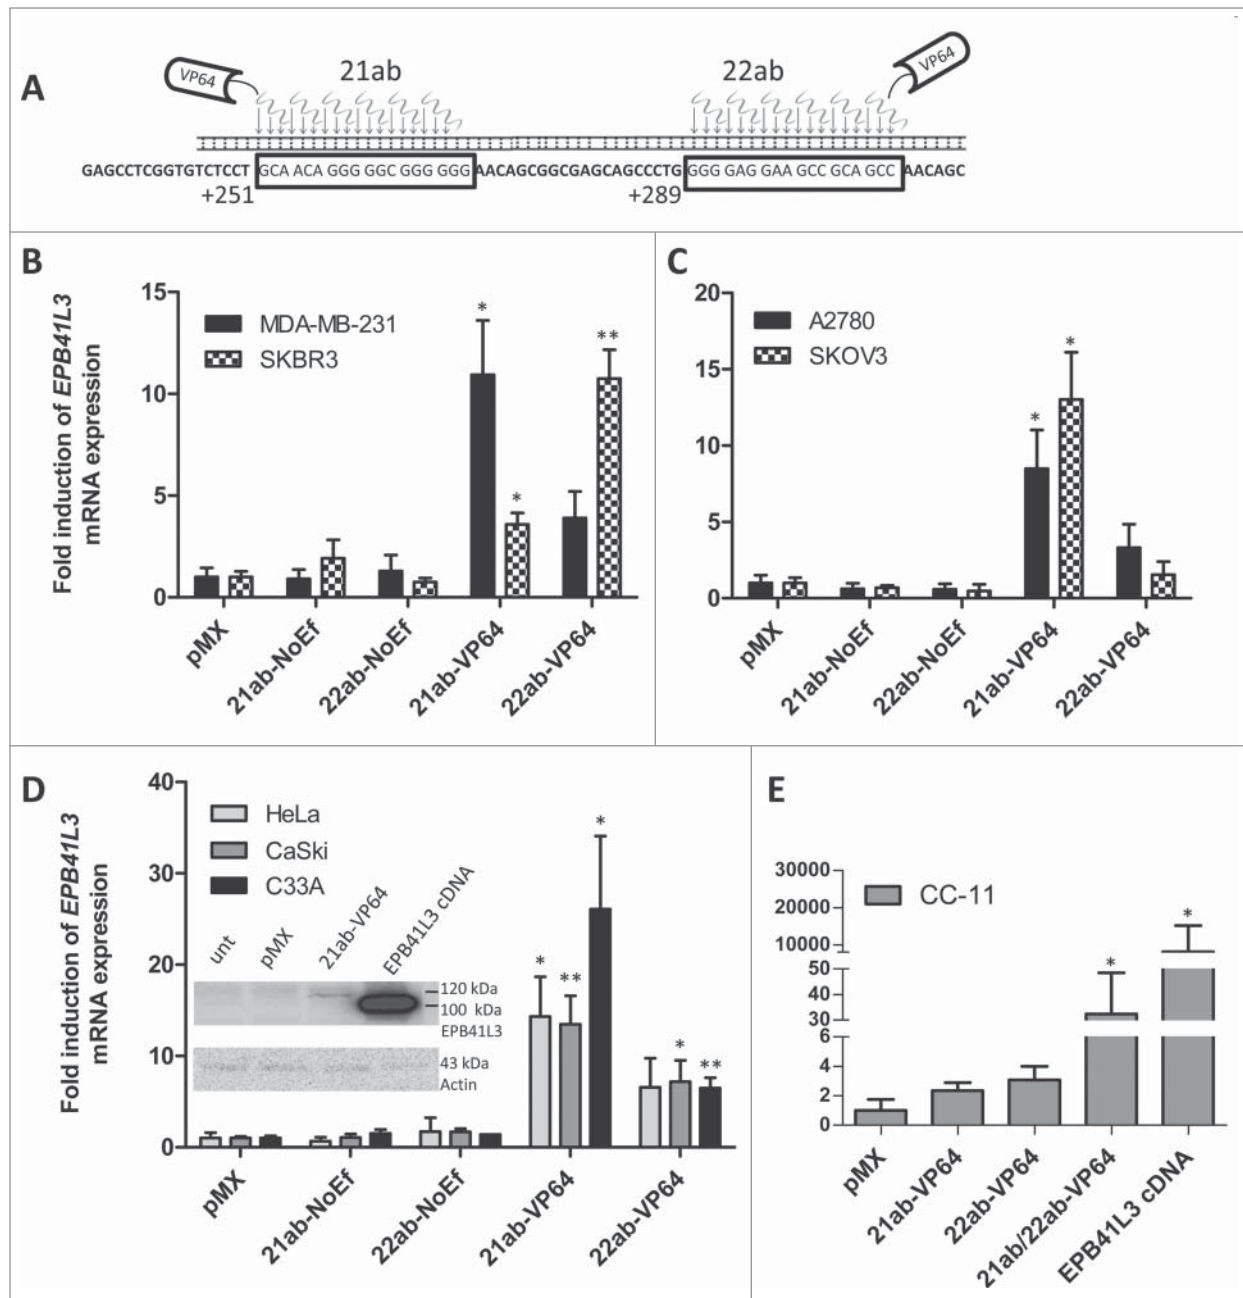 A
VP64
21ab
22ab
VP64
GAGCCTCGGTGTCTCCT GCA ACA GGG GGC GGG GGG AACAGCGGCGAGCAGCCCTG GGG GAG GAA GCC GCA GCC AACAGC
+251
+289
B
Fold induction of EPB41L3
mRNA expression
15
10
5
0
MDA-MB-231
SKBR3
*
*
**
pMX
21ab-NoEf
22ab-NoEf
21ab-VP64
22ab-VP64
C
20
15
10
5
0
A2780
SKOV3
*
*
pMX
21ab-NoEf
22ab-NoEf
21ab-VP64
22ab-VP64
D
Fold induction of EPB41L3
mRNA expression
40
30
20
10
0
HeLa
CaSki
C33A
unt
pMX
21ab-VP64
EPB41L3 cDNA
120 kDa
100 kDa
EPB41L3
43 kDa
Actin
*
**
*
*
**
pMX
21ab-NoEf
22ab-NoEf
21ab-VP64
22ab-VP64
E
30000
20000
10000
50
40
30
6
4
2
0
CC-11
*
*
pMX
21ab-VP64
22ab-VP64
21ab/22ab-VP64
EPB41L3 cDNA